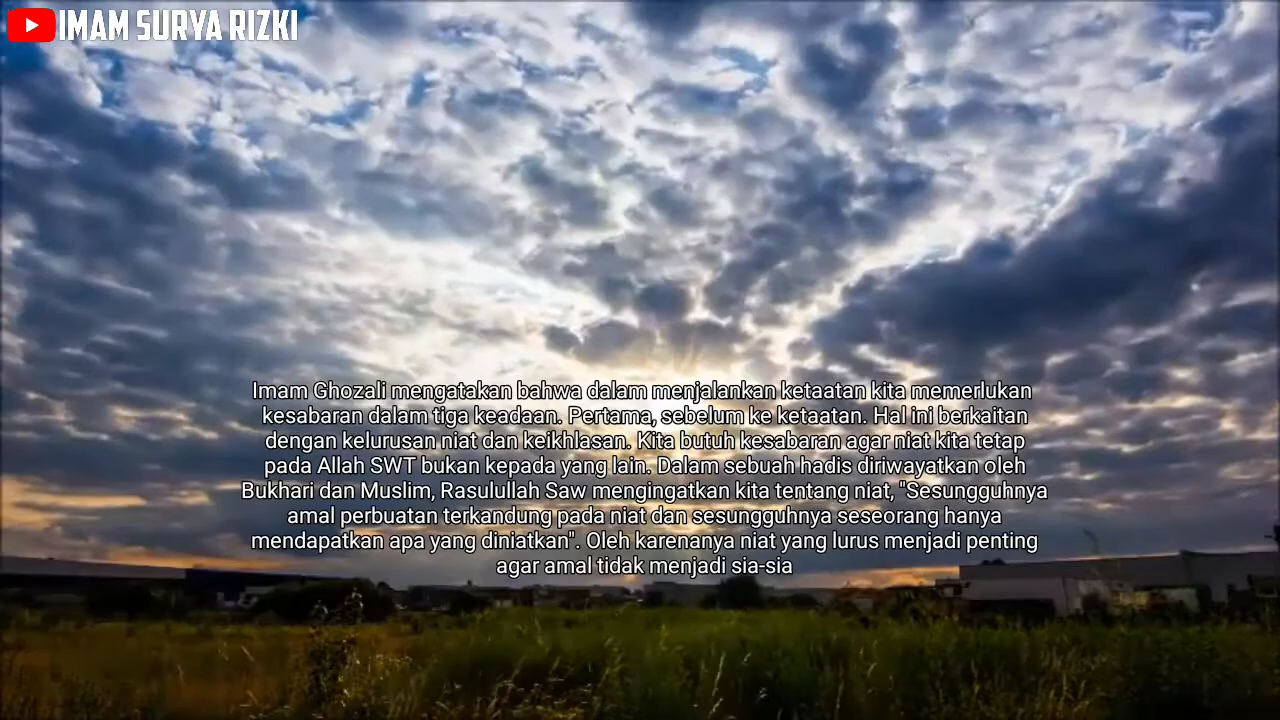 IMAM SURYA RIZKI
Imam Ghozali mengatakan bahwa dalam menjalankan ketaatan kita memerlukan
kesabaran dalam tiga keadaan. Pertama, sebelum ke ketaatan. Hal ini berkaitan
dengan kelurusan niat dan keikhlasan. Kita butuh kesabaran agar niat kita tetap
pada Allah SWT bukan kepada yang lain. Dalam sebuah hadis diriwayatkan oleh
Bukhari dan Muslim, Rasulullah Saw mengingatkan kita tentang niat, "Sesungguhnya
amal perbuatan terkandung pada niat dan sesungguhnya seseorang hanya
mendapatkan apa yang diniatkan". Oleh karenanya niat yang lurus menjadi penting
agar amal tidak menjadi sia-sia